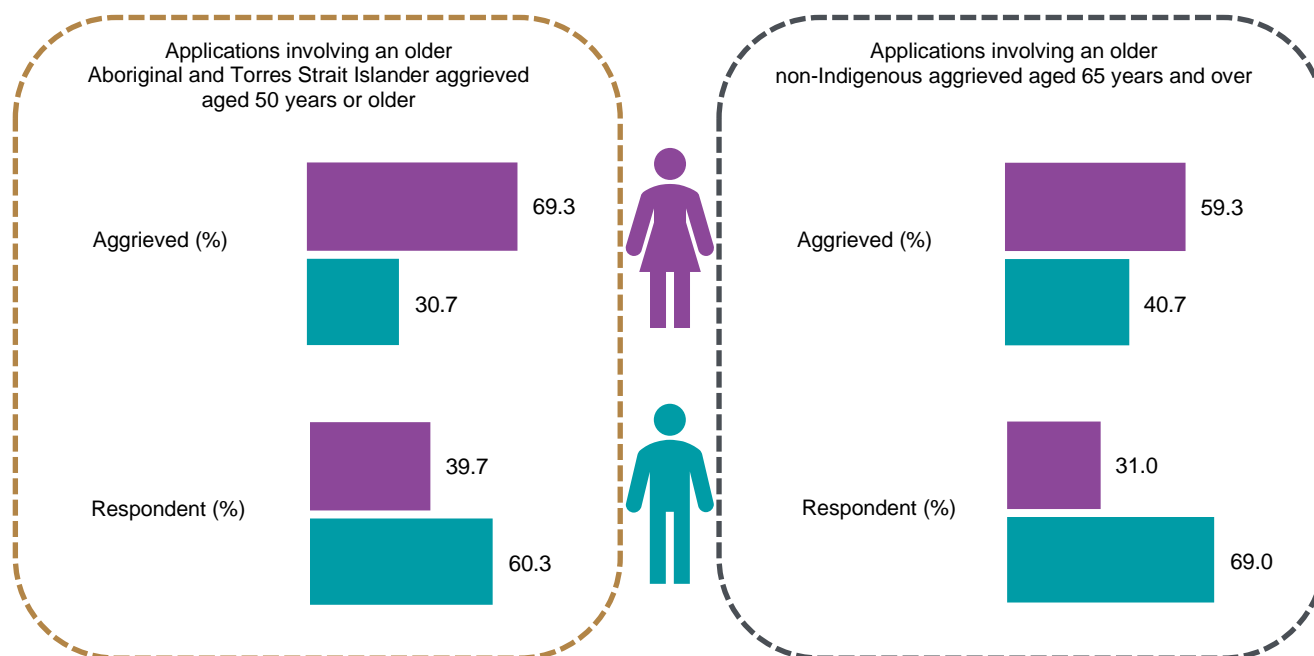 Applications involving an older
Aboriginal and Torres Strait Islander aggrieved
aged 50 years or older
Aggrieved (%)
69.3
30.7
Respondent (%)
39.7
60.3
Applications involving an older
non-Indigenous aggrieved aged 65 years and over
Aggrieved (%)
59.3
40.7
Respondent (%)
31.0
69.0